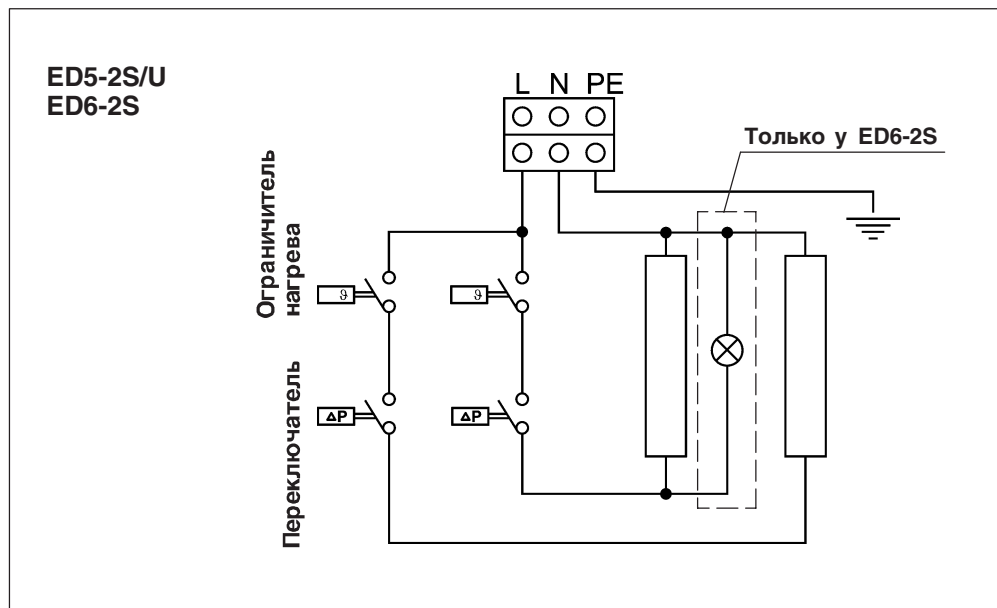 ED5-2S/U
ED6-2S
L N PE
Только у ED6-2S
Ограничитель
нагрева
ϑ
ϑ
Переключатель
ΔP
ΔP